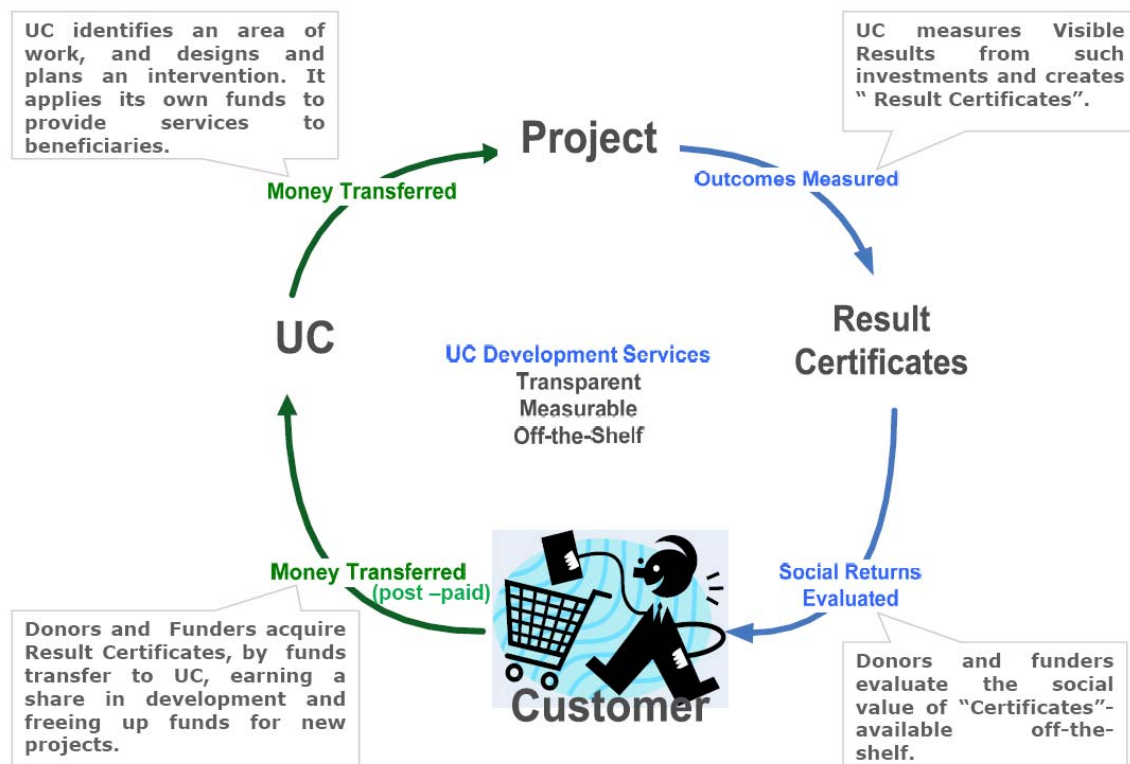 UC identifies an area of
work, and designs and
plans an intervention. It
applies its own funds to
provide services to
beneficiaries.
UC measures Visible
Results from such
investments and creates
“ Result Certificates”.
Project
Money Transferred
Outcomes Measured
UC
Result
Certificates
UC Development Services
Transparent
Measurable
Off-the-Shelf
Money Transferred
(post –paid)
Social Returns
Evaluated
Customer
Donors and Funders acquire
Result Certificates, by funds
transfer to UC, earning a
share in development and
freeing up funds for new
projects.
Donors and funders
evaluate the social
value of “Certificates”-
available off-the-
shelf.